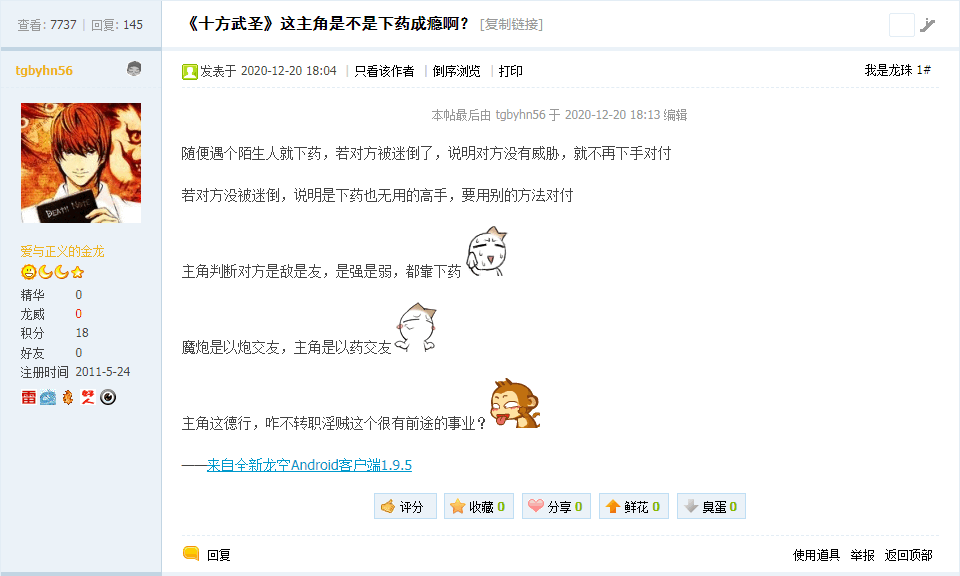 查看: 7737 | 回复: 145
《十方武圣》这主角是不是下药成瘾啊？ [复制链接]
tgbyhn56
发表于 2020-12-20 18:04 | 只看该作者 | 倒序浏览 | 打印
我是龙珠 1#
DEATH NOTE
爱与正义的金龙
精华 0
龙威 0
积分 18
好友 0
注册时间 2011-5-24
雷
本帖最后由 tgbyhn56 于 2020-12-20 18:13 编辑
随便遇个陌生人就下药，若对方被迷倒了，说明对方没有威胁，就不再下手对付
若对方没被迷倒，说明是下药也无用的高手，要用别的方法对付
主角判断对方是敌是友，是强是弱，都靠下药
魔炮是以炮交友，主角是以药交友
主角这德行，咋不转职淫贼这个很有前途的事业？
——来自全新龙空Android客户端1.9.5
评分 收藏 0 分享 0 鲜花 0 臭蛋 0
回复
使用道具 举报 返回顶部